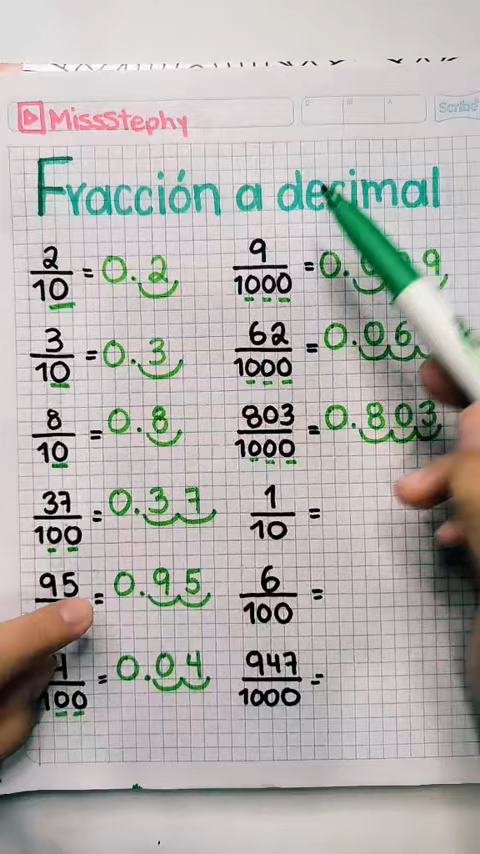 MissStephy
Scribe
Fracción a decimal
2/10 = 0.2
3/10 = 0.3
8/10 = 0.8
37/100 = 0.37
95 = 0.95
4/100 = 0.04
9/1000 =
62/1000 = 0.06
803/1000 = 0.803
1/10 =
6/100 =
947/1000 =